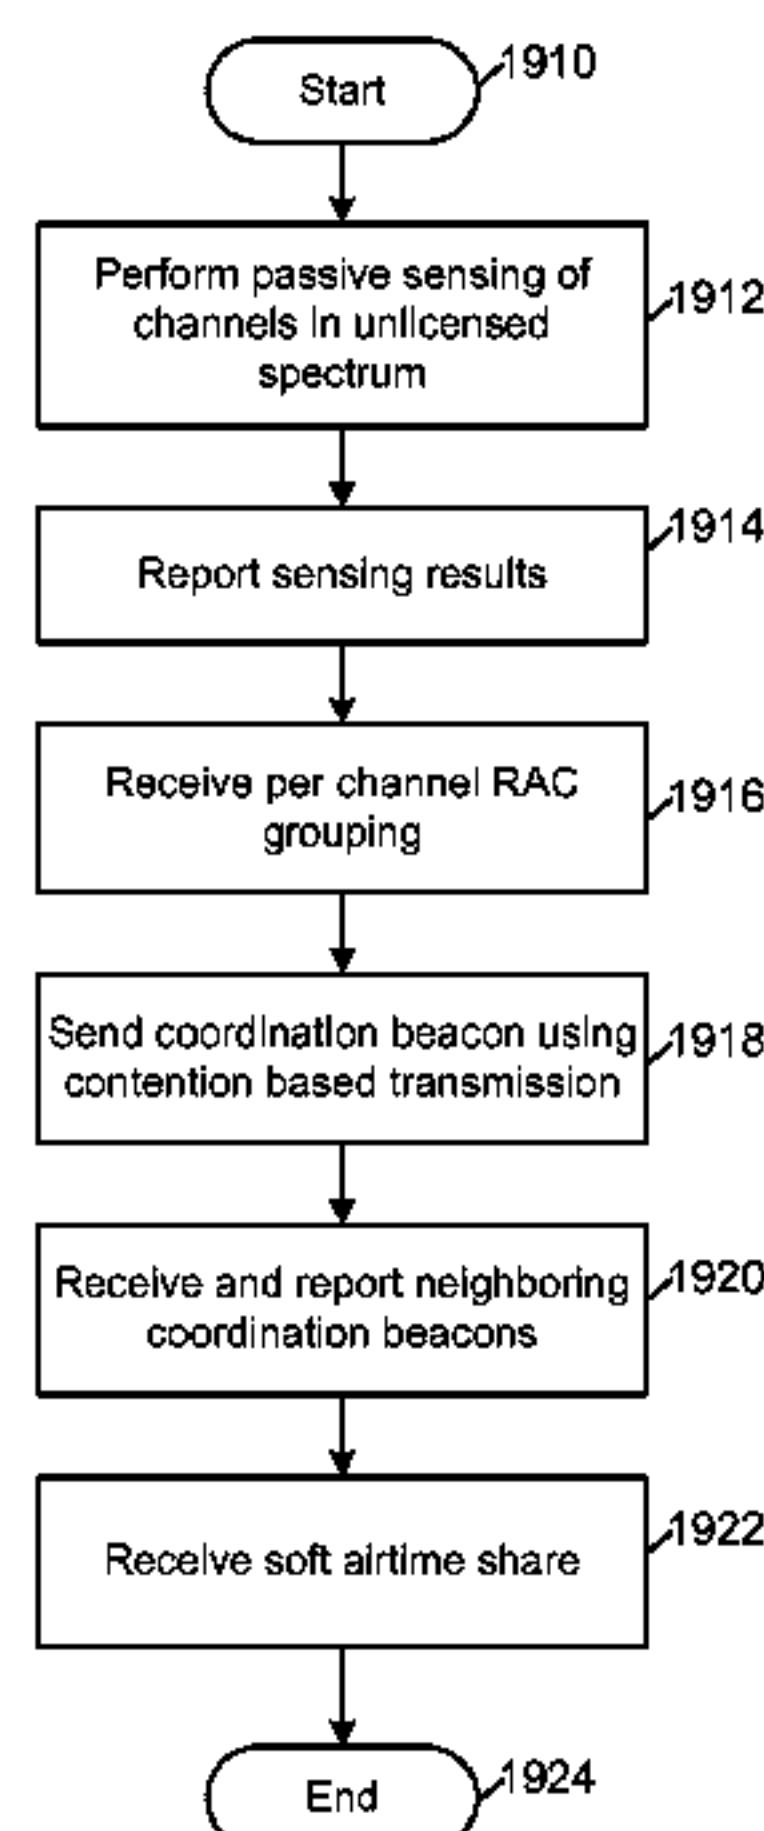 Start
1910
Perform passive sensing of
channels in unlicensed
spectrum
1912
Report sensing results
1914
Receive per channel RAC
grouping
1916
Send coordination beacon using
contention based transmission
1918
Receive and report neighboring
coordination beacons
1920
Receive soft airtime share
1922
End
1924